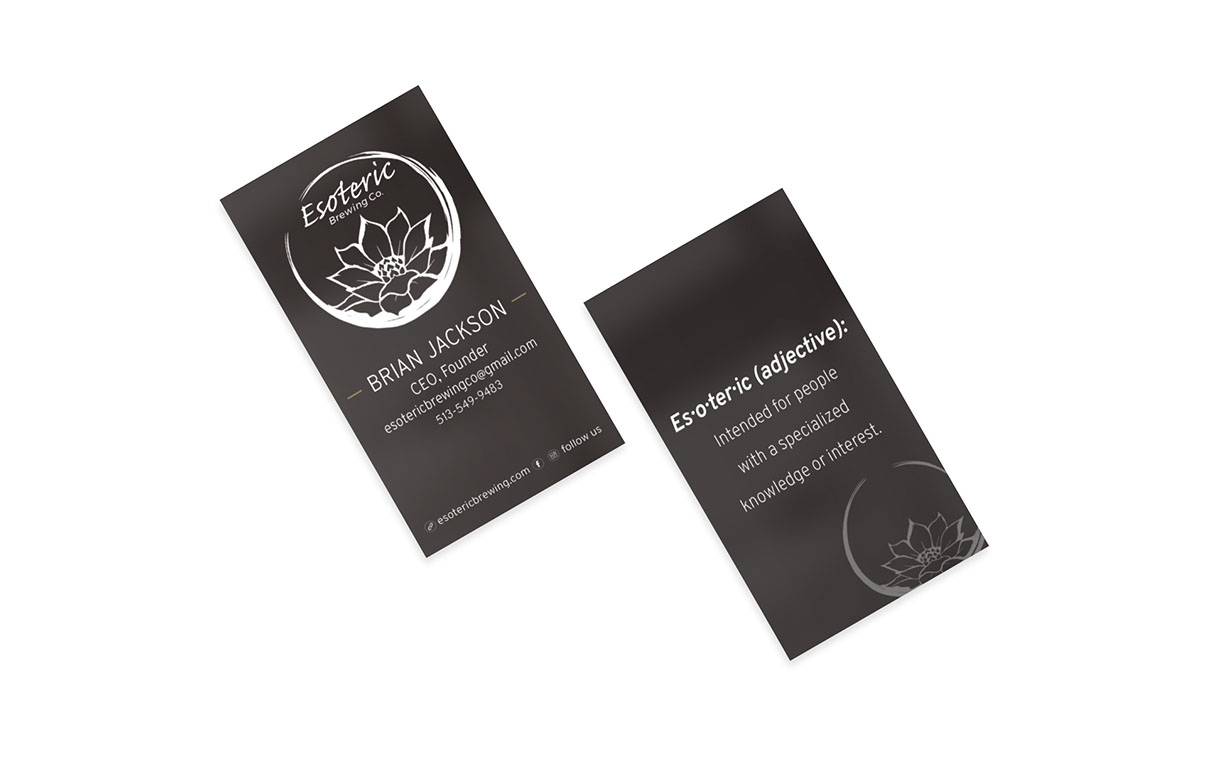 Esoteric
Brewing Co.
BRIAN JACKSON
CEO, Founder
esotericbrewingco@gmail.com
513-549-9483
esotericbrewing.com f follow us
Es·o·ter·ic (adjective):
Intended for people
with a specialized
knowledge or interest.